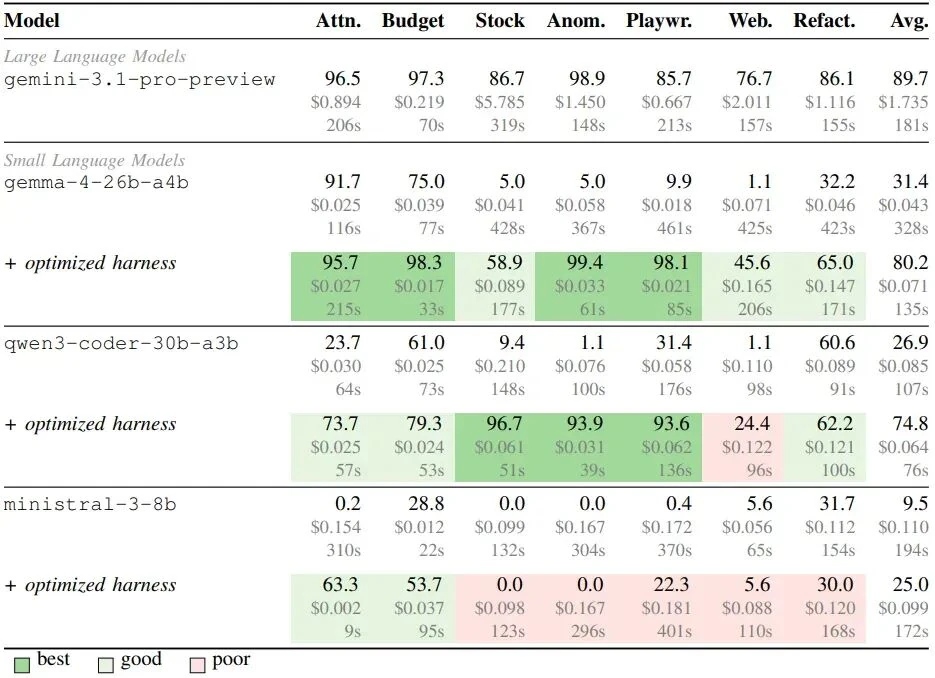 Model Attn. Budget Stock Anom. Playwr. Web. Refact. Avg.
Large Language Models
gemini-3.1-pro-preview 96.5 97.3 86.7 98.9 85.7 76.7 86.1 89.7
$0.894 $0.219 $5.785 $1.450 $0.667 $2.011 $1.116 $1.735
206s 70s 319s 148s 213s 157s 155s 181s
Small Language Models
gemma-4-26b-a4b 91.7 75.0 5.0 5.0 9.9 1.1 32.2 31.4
$0.025 $0.039 $0.041 $0.058 $0.018 $0.071 $0.046 $0.043
116s 77s 428s 367s 461s 425s 423s 328s
+ optimized harness 95.7 98.3 58.9 99.4 98.1 45.6 65.0 80.2
$0.027 $0.017 $0.089 $0.033 $0.021 $0.165 $0.147 $0.071
215s 33s 177s 61s 85s 206s 171s 135s
qwen3-coder-30b-a3b 23.7 61.0 9.4 1.1 31.4 1.1 60.6 26.9
$0.030 $0.025 $0.210 $0.076 $0.058 $0.110 $0.089 $0.085
64s 73s 148s 100s 176s 98s 91s 107s
+ optimized harness 73.7 79.3 96.7 93.9 93.6 24.4 62.2 74.8
$0.025 $0.024 $0.061 $0.031 $0.062 $0.122 $0.121 $0.064
57s 53s 51s 39s 136s 96s 100s 76s
ministral-3-8b 0.2 28.8 0.0 0.0 0.4 5.6 31.7 9.5
$0.154 $0.012 $0.099 $0.167 $0.172 $0.056 $0.112 $0.110
310s 22s 132s 304s 370s 65s 154s 194s
+ optimized harness 63.3 53.7 0.0 0.0 22.3 5.6 30.0 25.0
$0.002 $0.037 $0.098 $0.167 $0.181 $0.088 $0.120 $0.099
9s 95s 123s 296s 401s 110s 168s 172s
best good poor